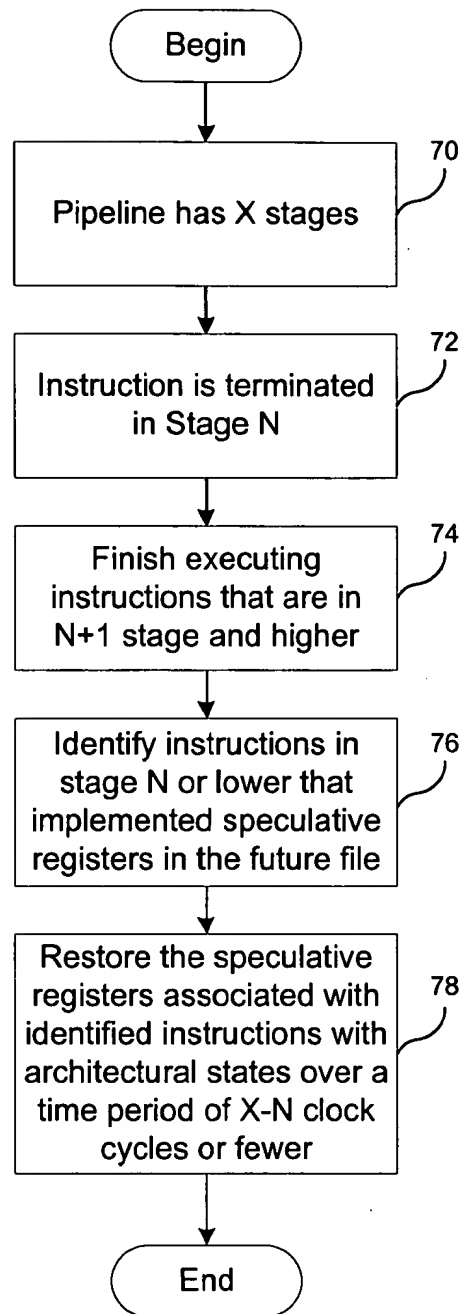 Begin
70
Pipeline has X stages
72
Instruction is terminated
in Stage N
74
Finish executing
instructions that are in
N+1 stage and higher
76
Identify instructions in
stage N or lower that
implemented speculative
registers in the future file
78
Restore the speculative
registers associated with
identified instructions with
architectural states over a
time period of X-N clock
cycles or fewer
End